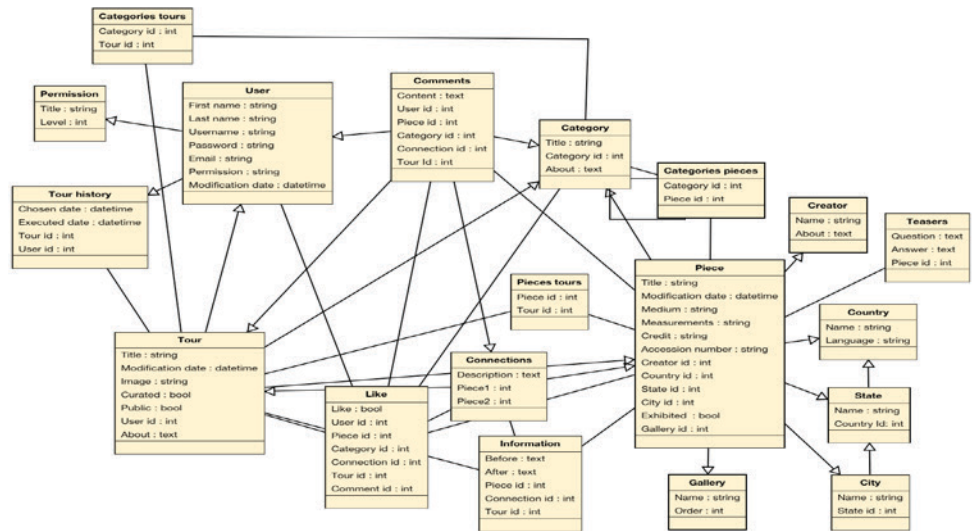 Categories tours
Category id : int
Tour id : int
Permission
Title : string
Level : int
User
First name : string
Last name : string
Username : string
Password : string
Email : string
Permission : string
Modification date : datetime
Comments
Content : text
User id : int
Piece id : int
Category id : int
Connection id : int
Tour Id : int
Category
Title : string
Category id : int
About : text
Categories pieces
Category id : int
Piece id : int
Creator
Name : string
About : text
Teasers
Question : text
Answer : text
Piece id : int
Tour history
Chosen date : datetime
Executed date : datetime
Tour id : int
User id : int
Pieces tours
Piece id : int
Tour id : int
Piece
Title : string
Modification date : datetime
Medium : string
Measurements : string
Credit : string
Accession number : string
Creator id : int
Country id : int
State id : int
City id : int
Exhibited : bool
Gallery id : int
Country
Name : string
Language : string
Tour
Title : string
Modification date : datetime
Image : string
Curated : bool
Public : bool
User id : int
About : text
Connections
Description : text
Piece1 : int
Piece2 : int
Like
Like : bool
User id : int
Piece id : int
Category id : int
Connection id : int
Tour id : int
Comment id : int
State
Name : string
Country Id: int
Information
Before : text
After : text
Piece id : int
Connection id : int
Tour id : int
Gallery
Name : string
Order : int
City
Name : string
State id : int